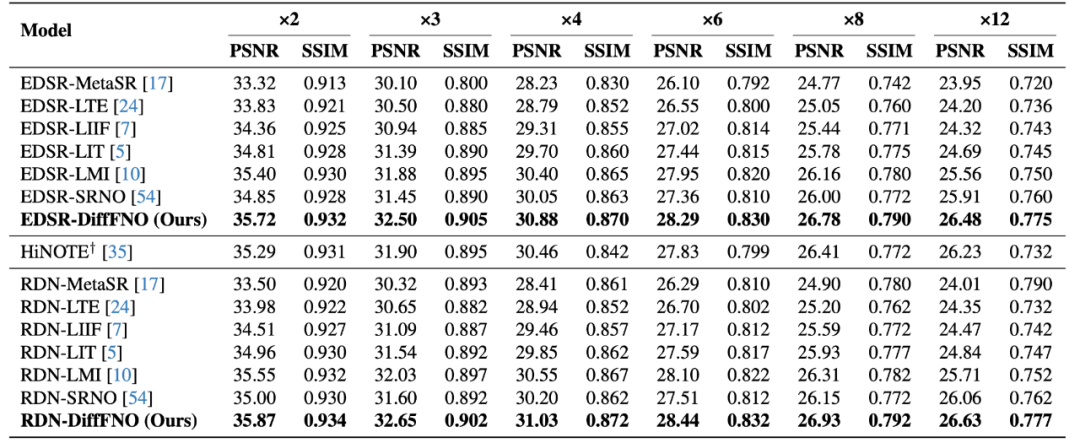 Model ×2 ×3 ×4 ×6 ×8 ×12
PSNR SSIM PSNR SSIM PSNR SSIM PSNR SSIM PSNR SSIM PSNR SSIM
EDSR-MetaSR [17] 33.32 0.913 30.10 0.800 28.23 0.830 26.10 0.792 24.77 0.742 23.95 0.720
EDSR-LTE [24] 33.83 0.921 30.50 0.880 28.79 0.852 26.55 0.800 25.05 0.760 24.20 0.736
EDSR-LIIF [7] 34.36 0.925 30.94 0.885 29.31 0.855 27.02 0.814 25.44 0.771 24.32 0.743
EDSR-LIT [5] 34.81 0.928 31.39 0.890 29.70 0.860 27.44 0.815 25.78 0.775 24.69 0.745
EDSR-LMI [10] 35.40 0.930 31.88 0.895 30.40 0.865 27.95 0.820 26.16 0.780 25.56 0.750
EDSR-SRNO [54] 34.85 0.928 31.45 0.890 30.05 0.863 27.36 0.810 26.00 0.772 25.91 0.760
EDSR-DiffFNO (Ours) 35.72 0.932 32.50 0.905 30.88 0.870 28.29 0.830 26.78 0.790 26.48 0.775
HiNOTE† [35] 35.29 0.931 31.90 0.895 30.46 0.842 27.83 0.799 26.41 0.772 26.23 0.732
RDN-MetaSR [17] 33.50 0.920 30.32 0.893 28.41 0.861 26.29 0.810 24.90 0.780 24.01 0.790
RDN-LTE [24] 33.98 0.922 30.65 0.882 28.94 0.852 26.70 0.802 25.20 0.762 24.35 0.732
RDN-LIIF [7] 34.51 0.927 31.09 0.887 29.46 0.857 27.17 0.812 25.59 0.772 24.47 0.742
RDN-LIT [5] 34.96 0.930 31.54 0.892 29.85 0.862 27.59 0.817 25.93 0.777 24.84 0.747
RDN-LMI [10] 35.55 0.932 32.03 0.897 30.55 0.867 28.10 0.822 26.31 0.782 25.71 0.752
RDN-SRNO [54] 35.00 0.930 31.60 0.892 30.20 0.862 27.51 0.812 26.15 0.772 26.06 0.762
RDN-DiffFNO (Ours) 35.87 0.934 32.65 0.902 31.03 0.872 28.44 0.832 26.93 0.792 26.63 0.777